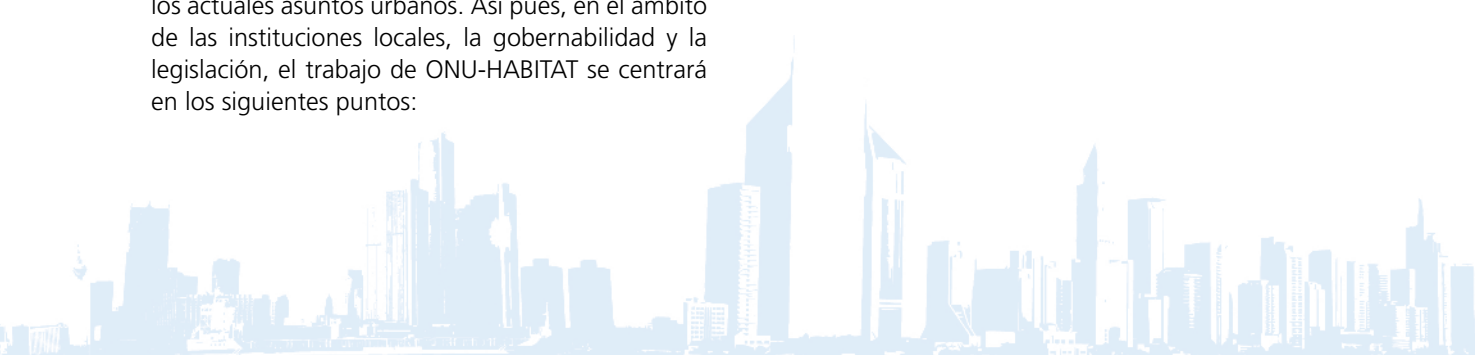 los actuales asuntos urbanos. Así pues, en el ámbito
de las instituciones locales, la gobernabilidad y la
legislación, el trabajo de ONU-HABITAT se centrará
en los siguientes puntos: